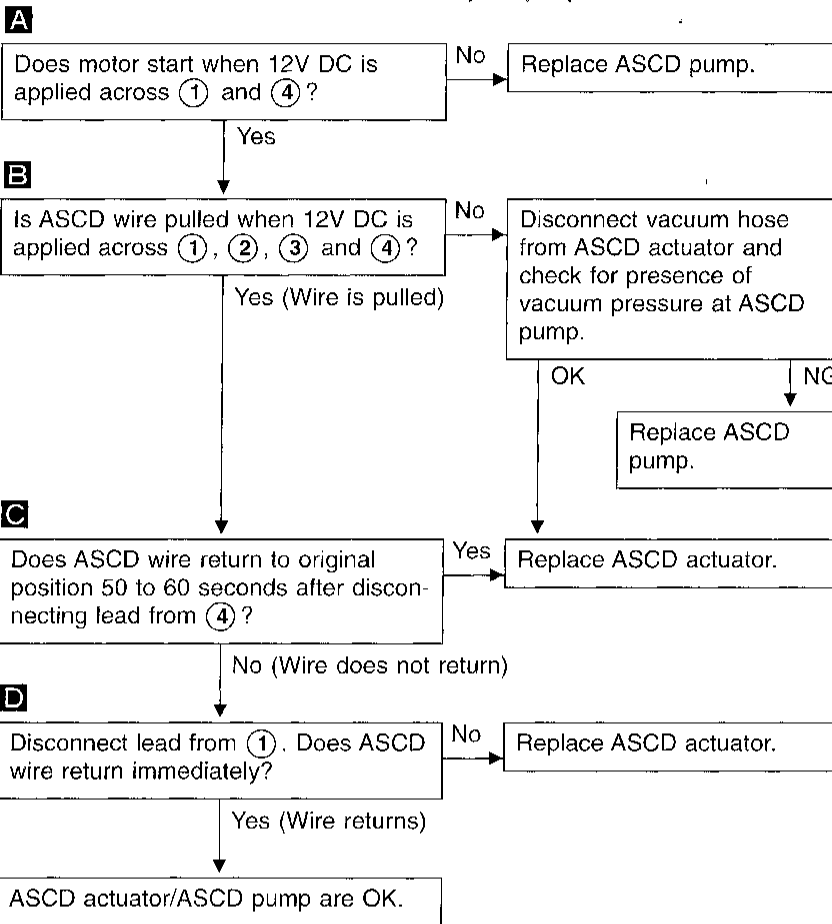 A
Does motor start when 12V DC is
applied across ① and ④?
No
Replace ASCD pump.
Yes
B
Is ASCD wire pulled when 12V DC is
applied across ①, ②, ③ and ④?
No
Disconnect vacuum hose
from ASCD actuator and
check for presence of
vacuum pressure at ASCD
pump.
Yes (Wire is pulled)
OK
NG
Replace ASCD
pump.
C
Does ASCD wire return to original
position 50 to 60 seconds after discon-
necting lead from ④?
Yes
Replace ASCD actuator.
No (Wire does not return)
D
Disconnect lead from ①. Does ASCD
wire return immediately?
No
Replace ASCD actuator.
Yes (Wire returns)
ASCD actuator/ASCD pump are OK.